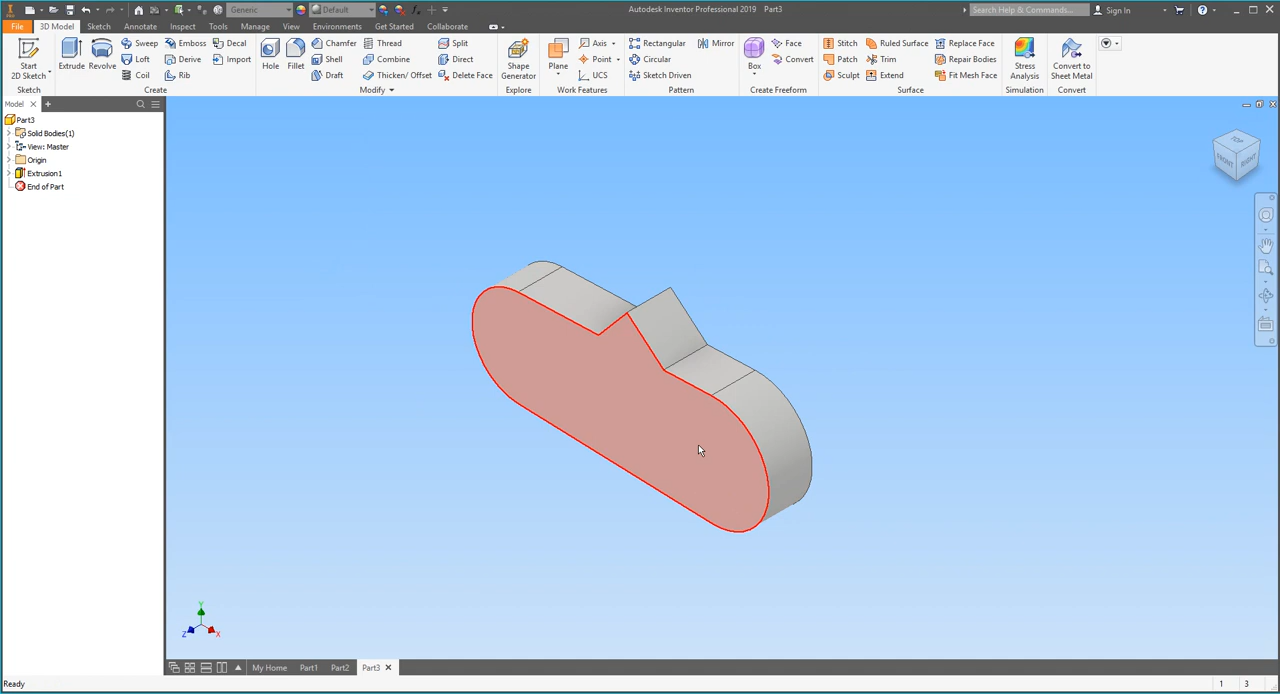 Generic Default Autodesk Inventor Professional 2019 Part3 Search Help & Commands... Sign In
File 3D Model Sketch Annotate Inspect Tools Manage View Environments Get Started Collaborate
Sweep Emboss Decal Chamfer Thread Split Axis Rectangular Mirror Face Stitch Ruled Surface Replace Face
Start 2D Sketch Extrude Revolve Loft Derive Import Hole Fillet Shell Combine Direct Shape Generator Plane Point Circular Box Convert Patch Trim Repair Bodies Stress Analysis Convert to Sheet Metal
Coil Rib Draft Thicken/ Offset Delete Face UCS Sketch Driven Sculpt Extend Fit Mesh Face
Sketch Create Modify Explore Work Features Pattern Create Freeform Surface Simulation Convert
Model
Part3
Solid Bodies(1)
View: Master
Origin
Extrusion1
End of Part
TOP
FRONT RIGHT
Y
Z X
My Home Part1 Part2 Part3
Ready 1 3